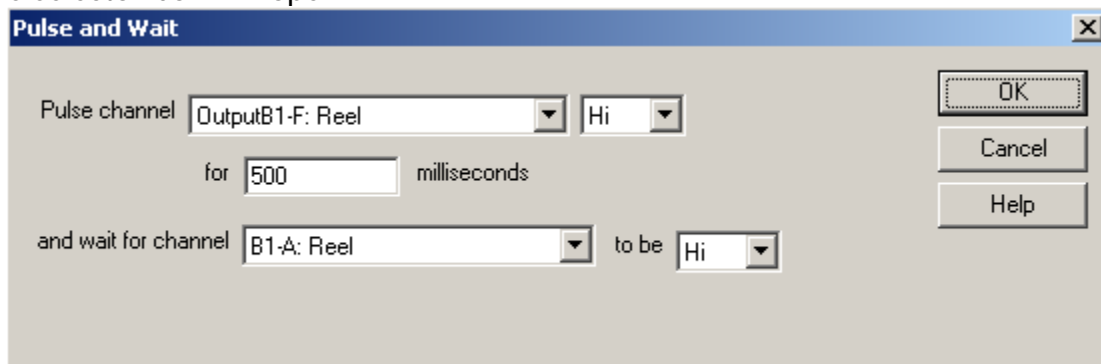 Pulse and Wait
Pulse channel OutputB1-F: Reel Hi
for 500 milliseconds
and wait for channel B1-A: Reel to be Hi
OK
Cancel
Help